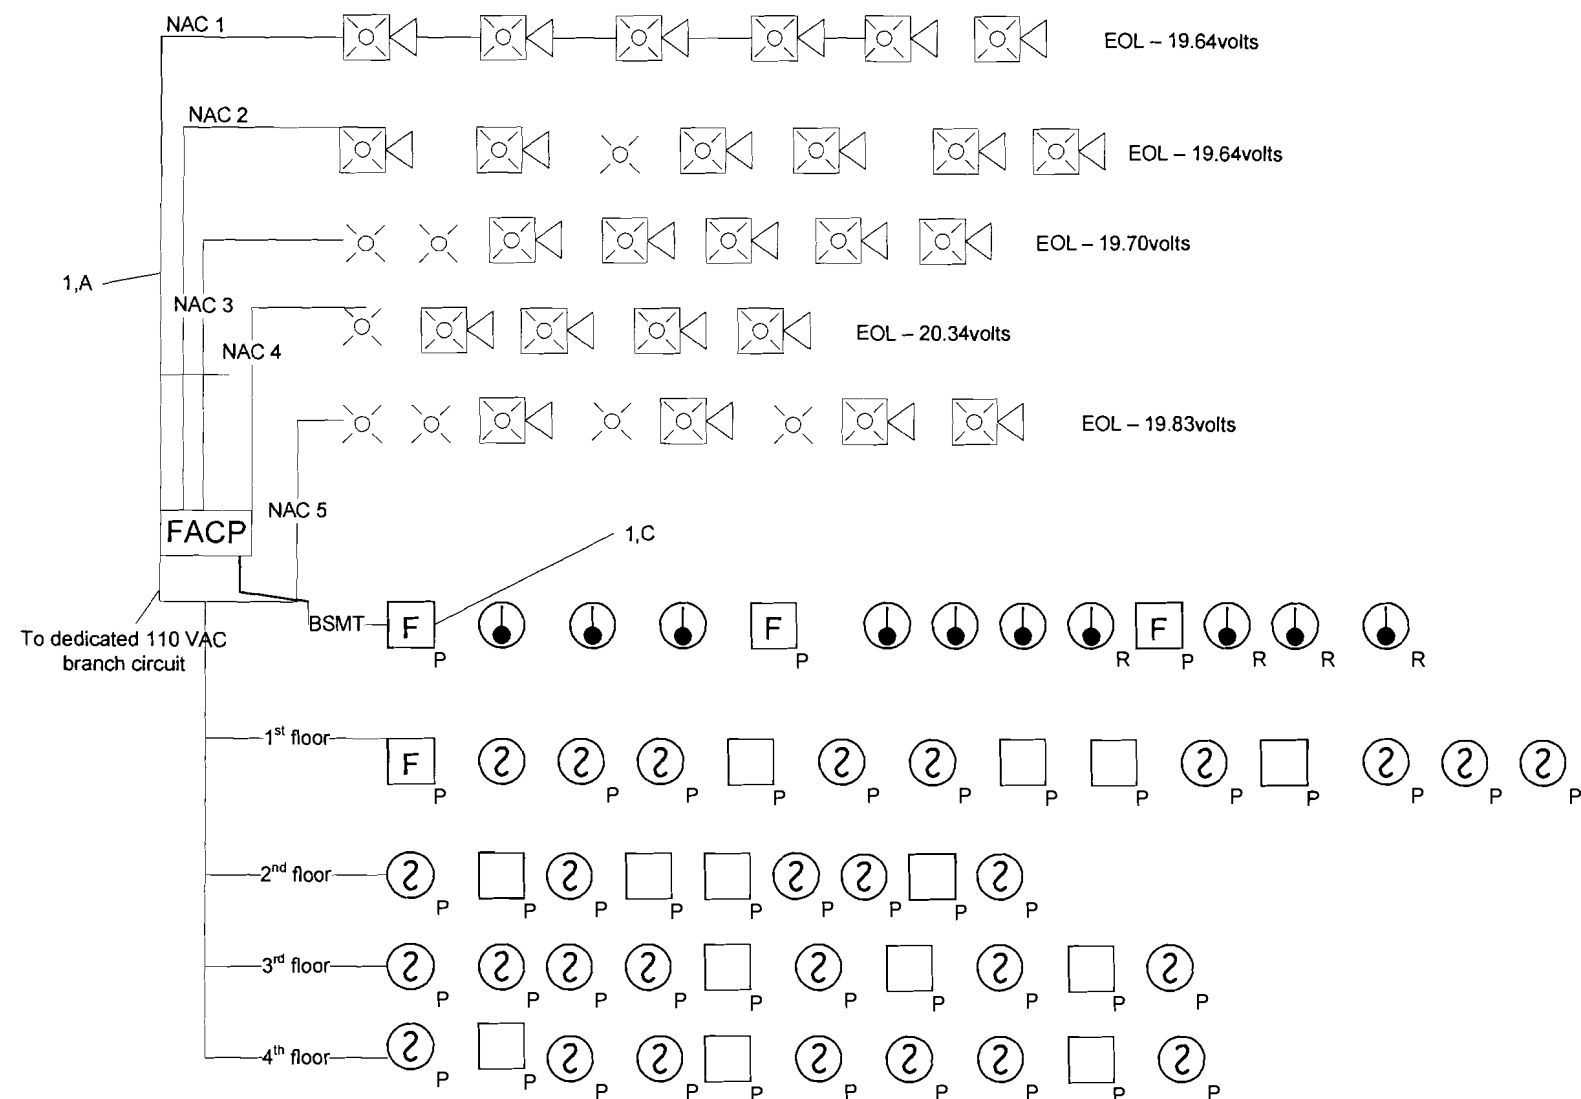 NAC 1
EOL – 19.64volts
NAC 2
EOL – 19.64volts
EOL – 19.70volts
1,A
NAC 3
EOL – 20.34volts
NAC 4
EOL – 19.83volts
NAC 5
FACP
1,C
To dedicated 110 VAC
branch circuit
BSMT F F F
P P R P R R R
1st floor F
P P P P P P P P P P P P P
2nd floor
P P P P P P P P P
3rd floor
P P P P P P P P P P
4th floor
P P P P P P P P P P